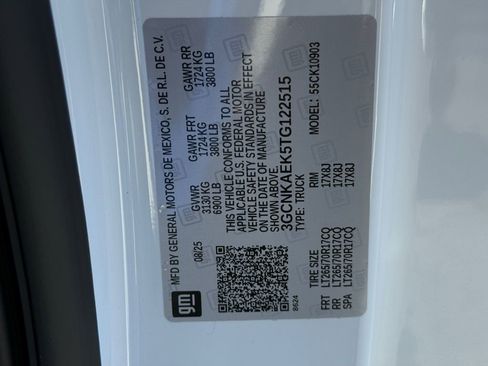 MFD BY GENERAL MOTORS DE MEXICO, S. DE R.L. DE C.V.
08/25
GVWR
3130 KG
6900 LB
GAWR FRT
1724 KG
3800 LB
GAWR RR
1724 KG
3800 LB
THIS VEHICLE CONFORMS TO ALL
APPLICABLE U.S. FEDERAL MOTOR
VEHICLE SAFETY STANDARDS IN EFFECT
ON THE DATE OF MANUFACTURE
SHOWN ABOVE.
3GCNKAEK5TG122515
TYPE: TRUCK
MODEL: 55CK10903
TIRE SIZE RIM
FRT LT265/70R17CQ 17X8J
RR LT265/70R17CQ 17X8J
SPA LT265/70R17CQ 17X8J
gm
8624